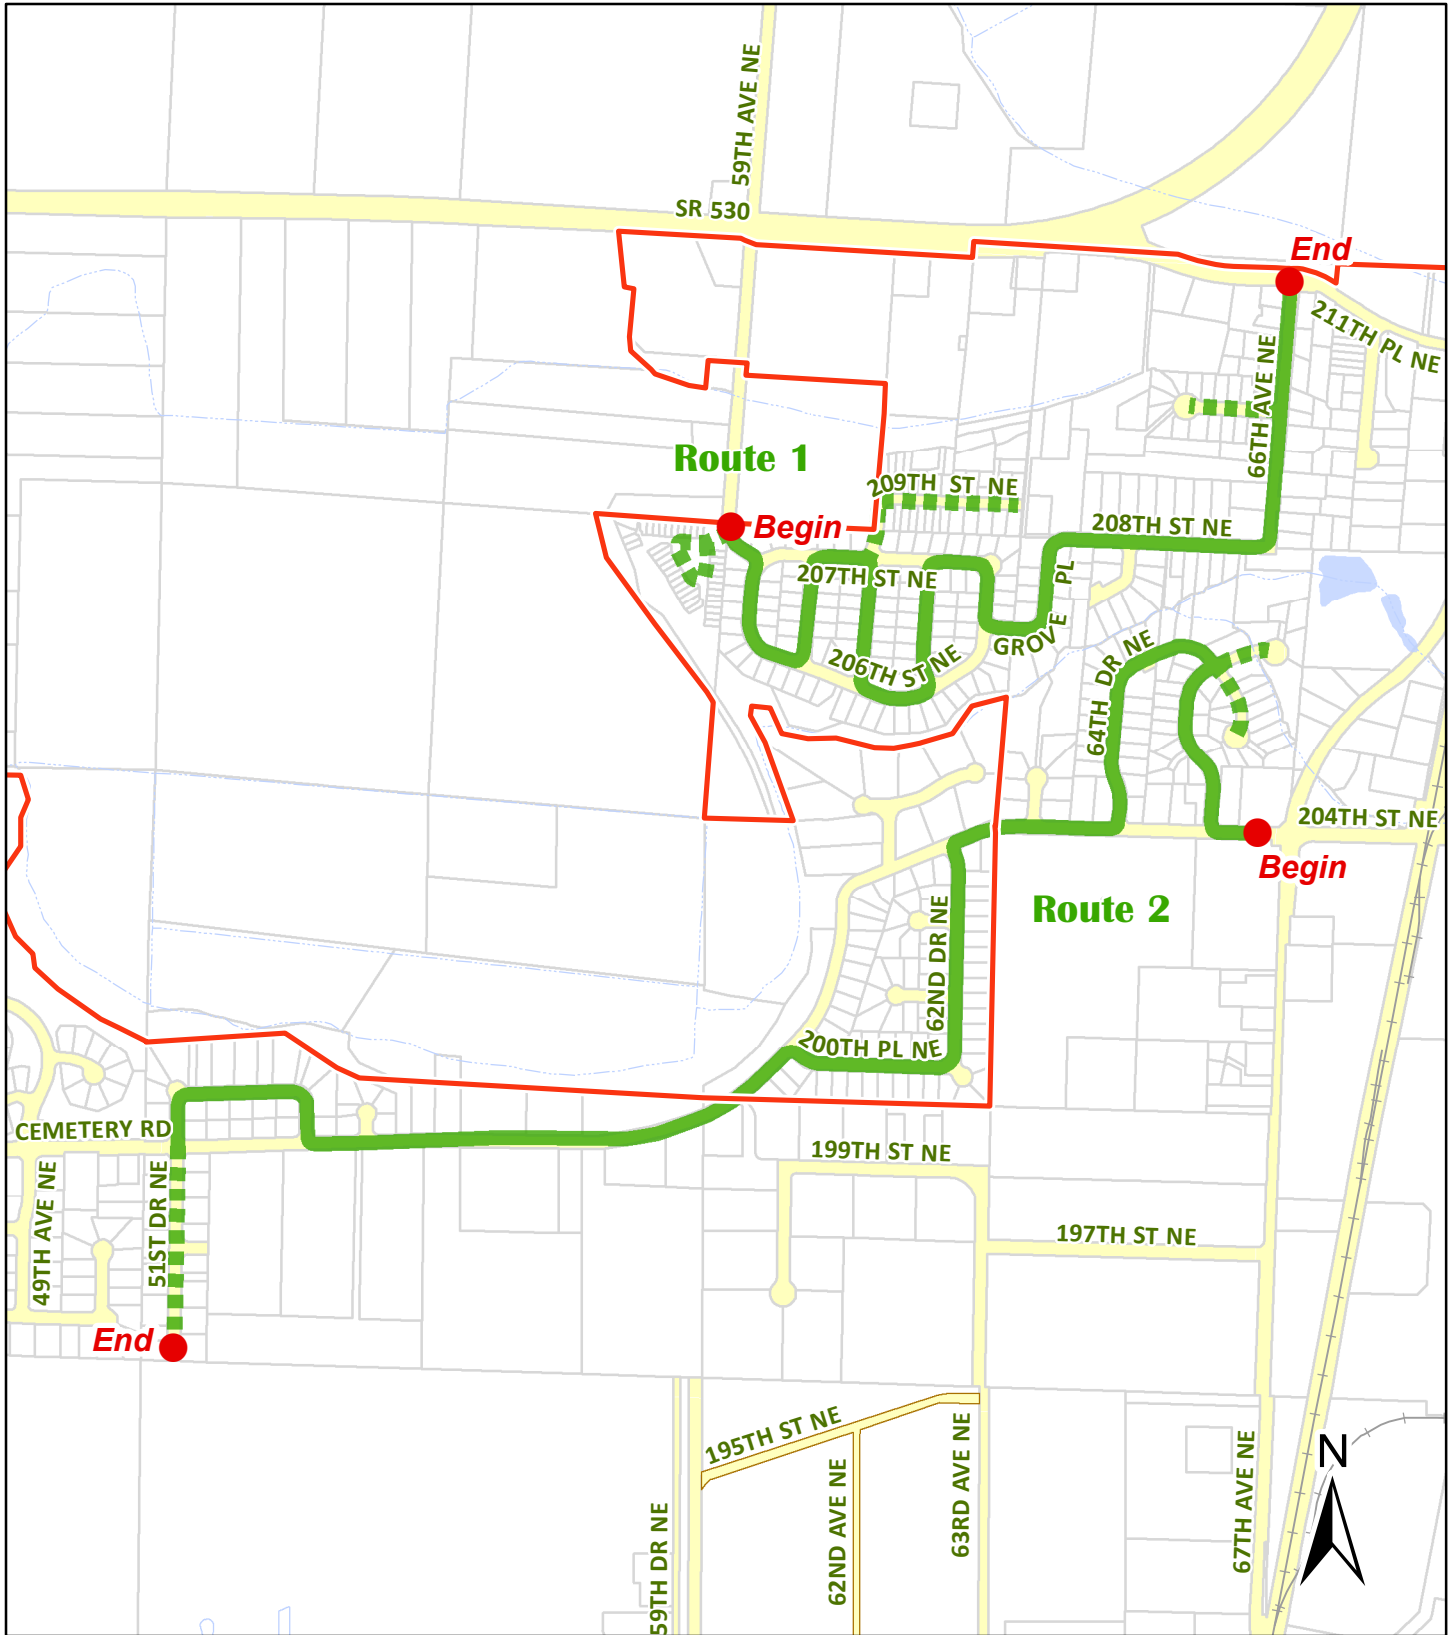 59TH AVE NE
SR 530
End
211TH PL NE
66TH AVE NE
Route 1
209TH ST NE
Begin
208TH ST NE
207TH ST NE
GROVE PL
206TH ST NE
64TH DR NE
204TH ST NE
Begin
Route 2
62ND DR NE
200TH PL NE
CEMETERY RD
199TH ST NE
49TH AVE NE
51ST DR NE
197TH ST NE
End
195TH ST NE
63RD AVE NE
62ND AVE NE
67TH AVE NE
59TH DR NE
N